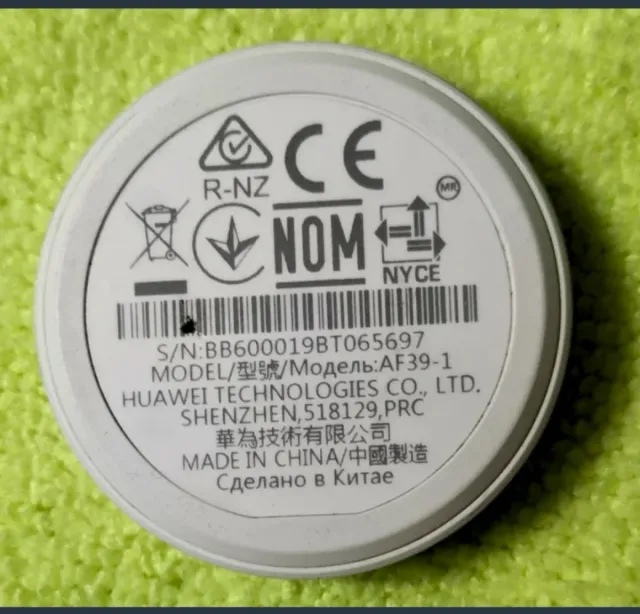 R-NZ
CE
MR
NOM
NYCE
S/N:BB600019BT065697
MODEL/型號/Модель:AF39-1
HUAWEI TECHNOLOGIES CO., LTD.
SHENZHEN,518129,PRC
華為技術有限公司
MADE IN CHINA/中國製造
Сделано в Китае